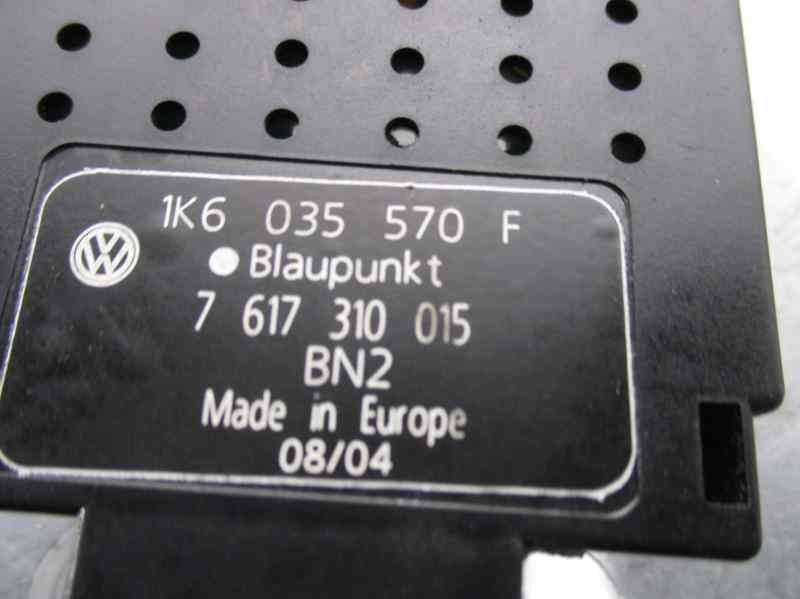 1K6 035 570 F
Blaupunkt
7 617 310 015
BN2
Made in Europe
08/04